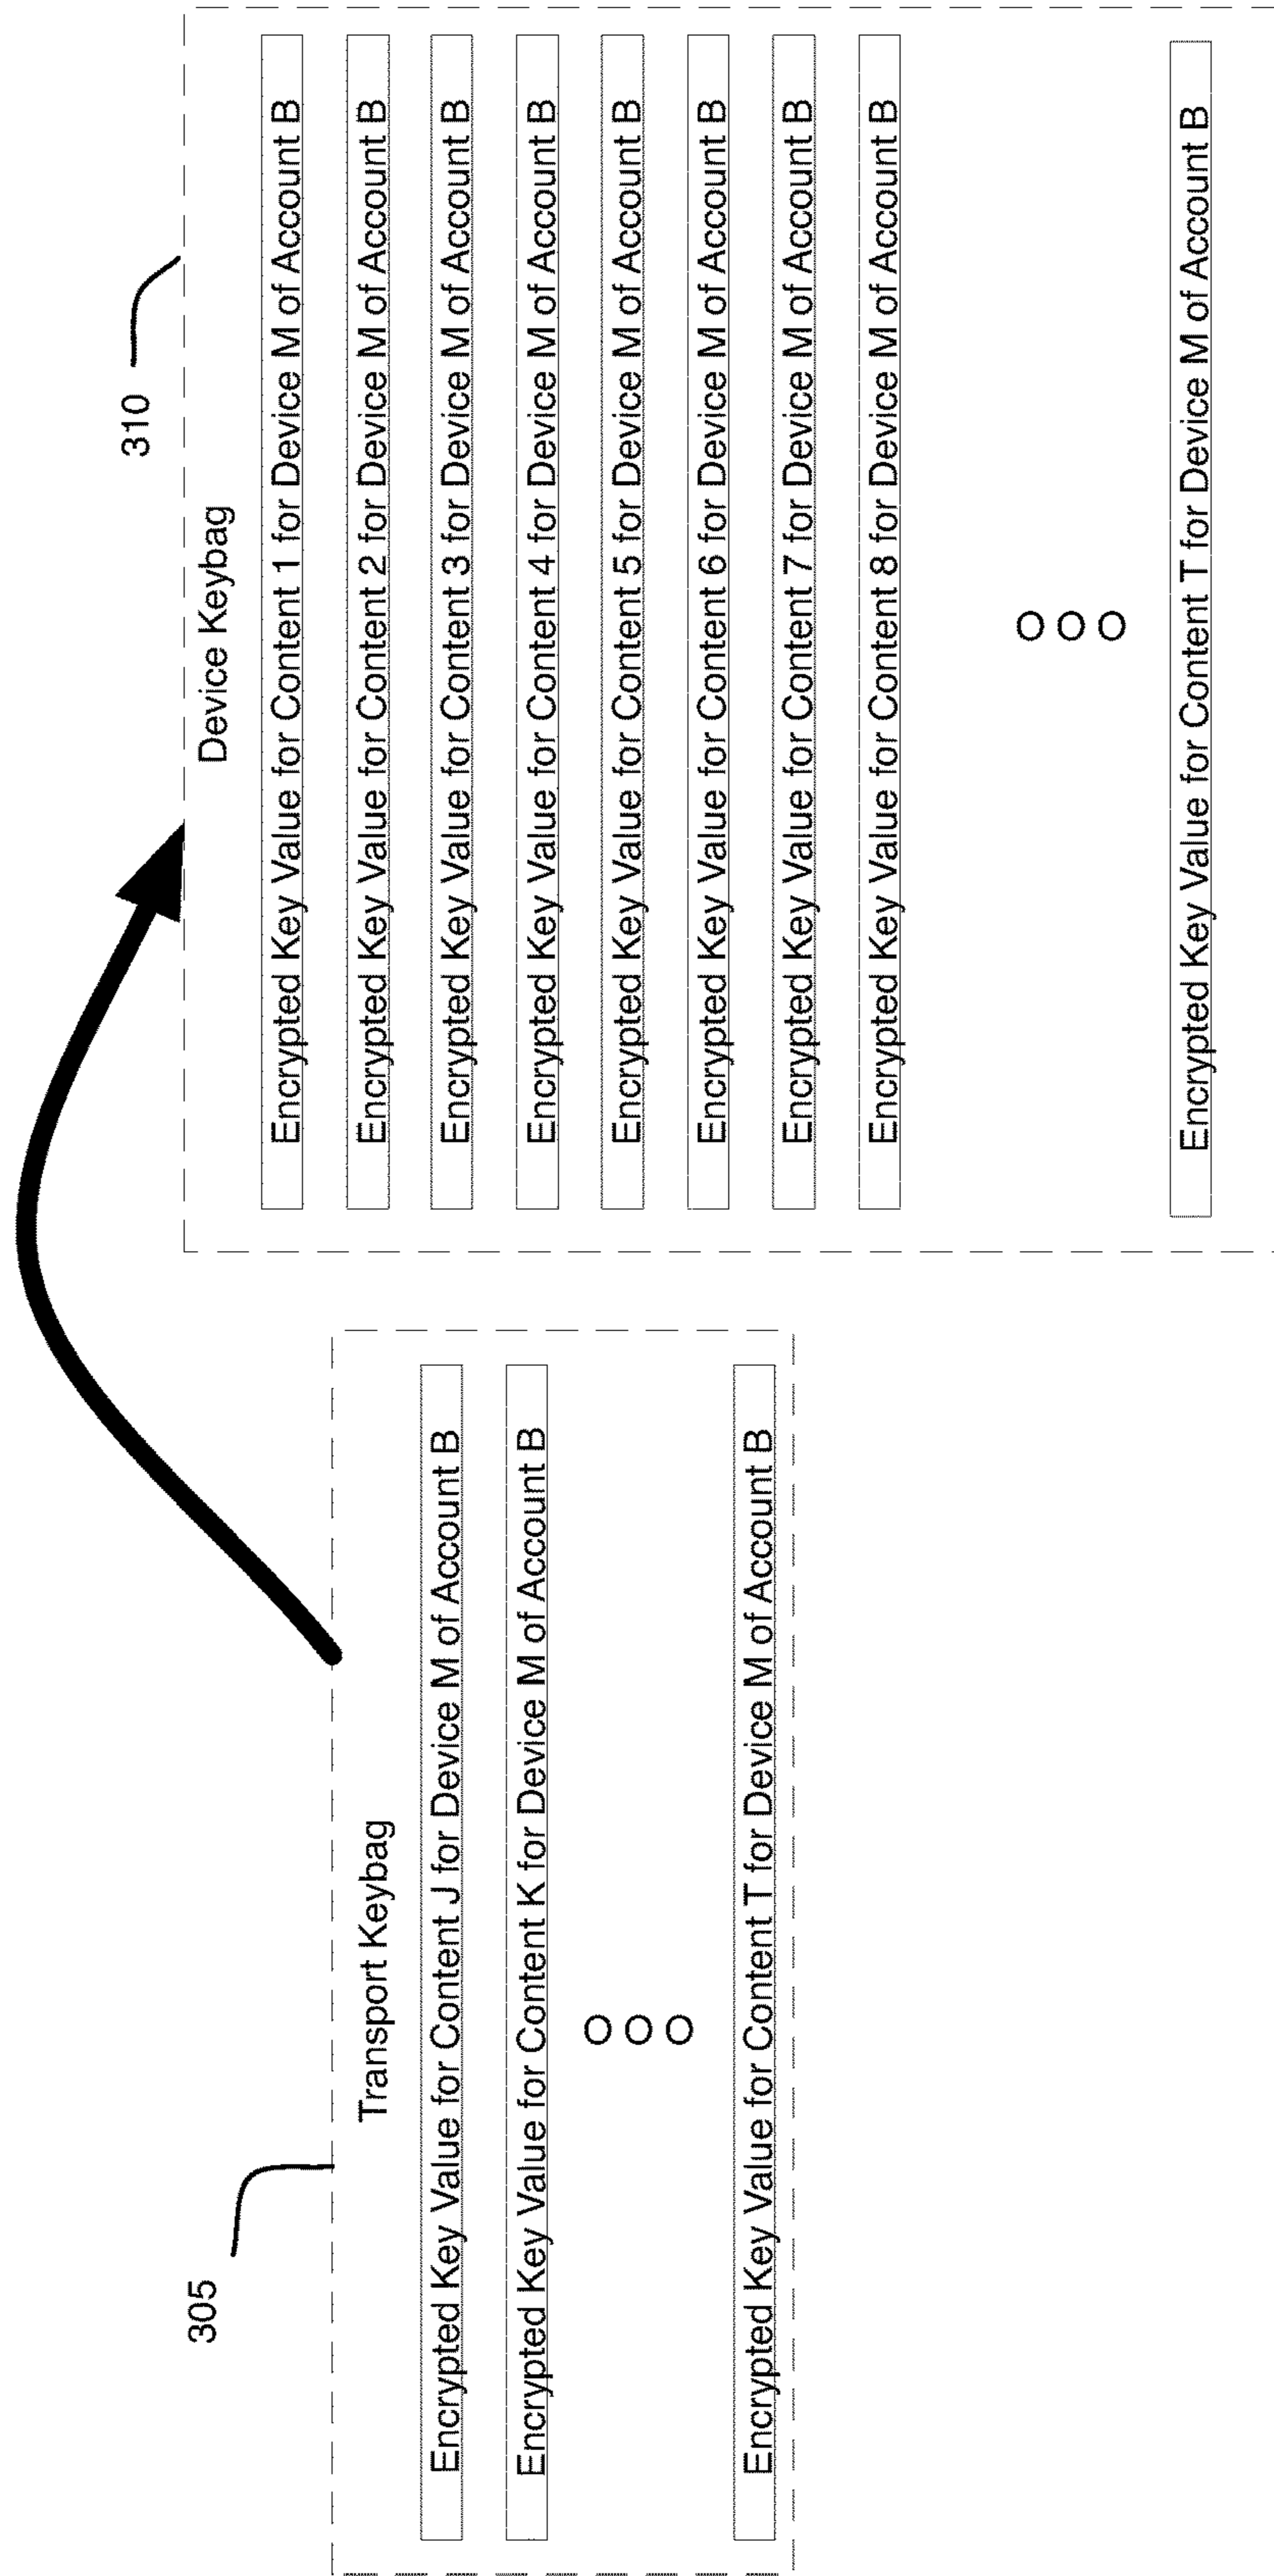 305
Transport Keybag
Encrypted Key Value for Content J for Device M of Account B
Encrypted Key Value for Content K for Device M of Account B
Encrypted Key Value for Content T for Device M of Account B
310
Device Keybag
Encrypted Key Value for Content 1 for Device M of Account B
Encrypted Key Value for Content 2 for Device M of Account B
Encrypted Key Value for Content 3 for Device M of Account B
Encrypted Key Value for Content 4 for Device M of Account B
Encrypted Key Value for Content 5 for Device M of Account B
Encrypted Key Value for Content 6 for Device M of Account B
Encrypted Key Value for Content 7 for Device M of Account B
Encrypted Key Value for Content 8 for Device M of Account B
Encrypted Key Value for Content T for Device M of Account B